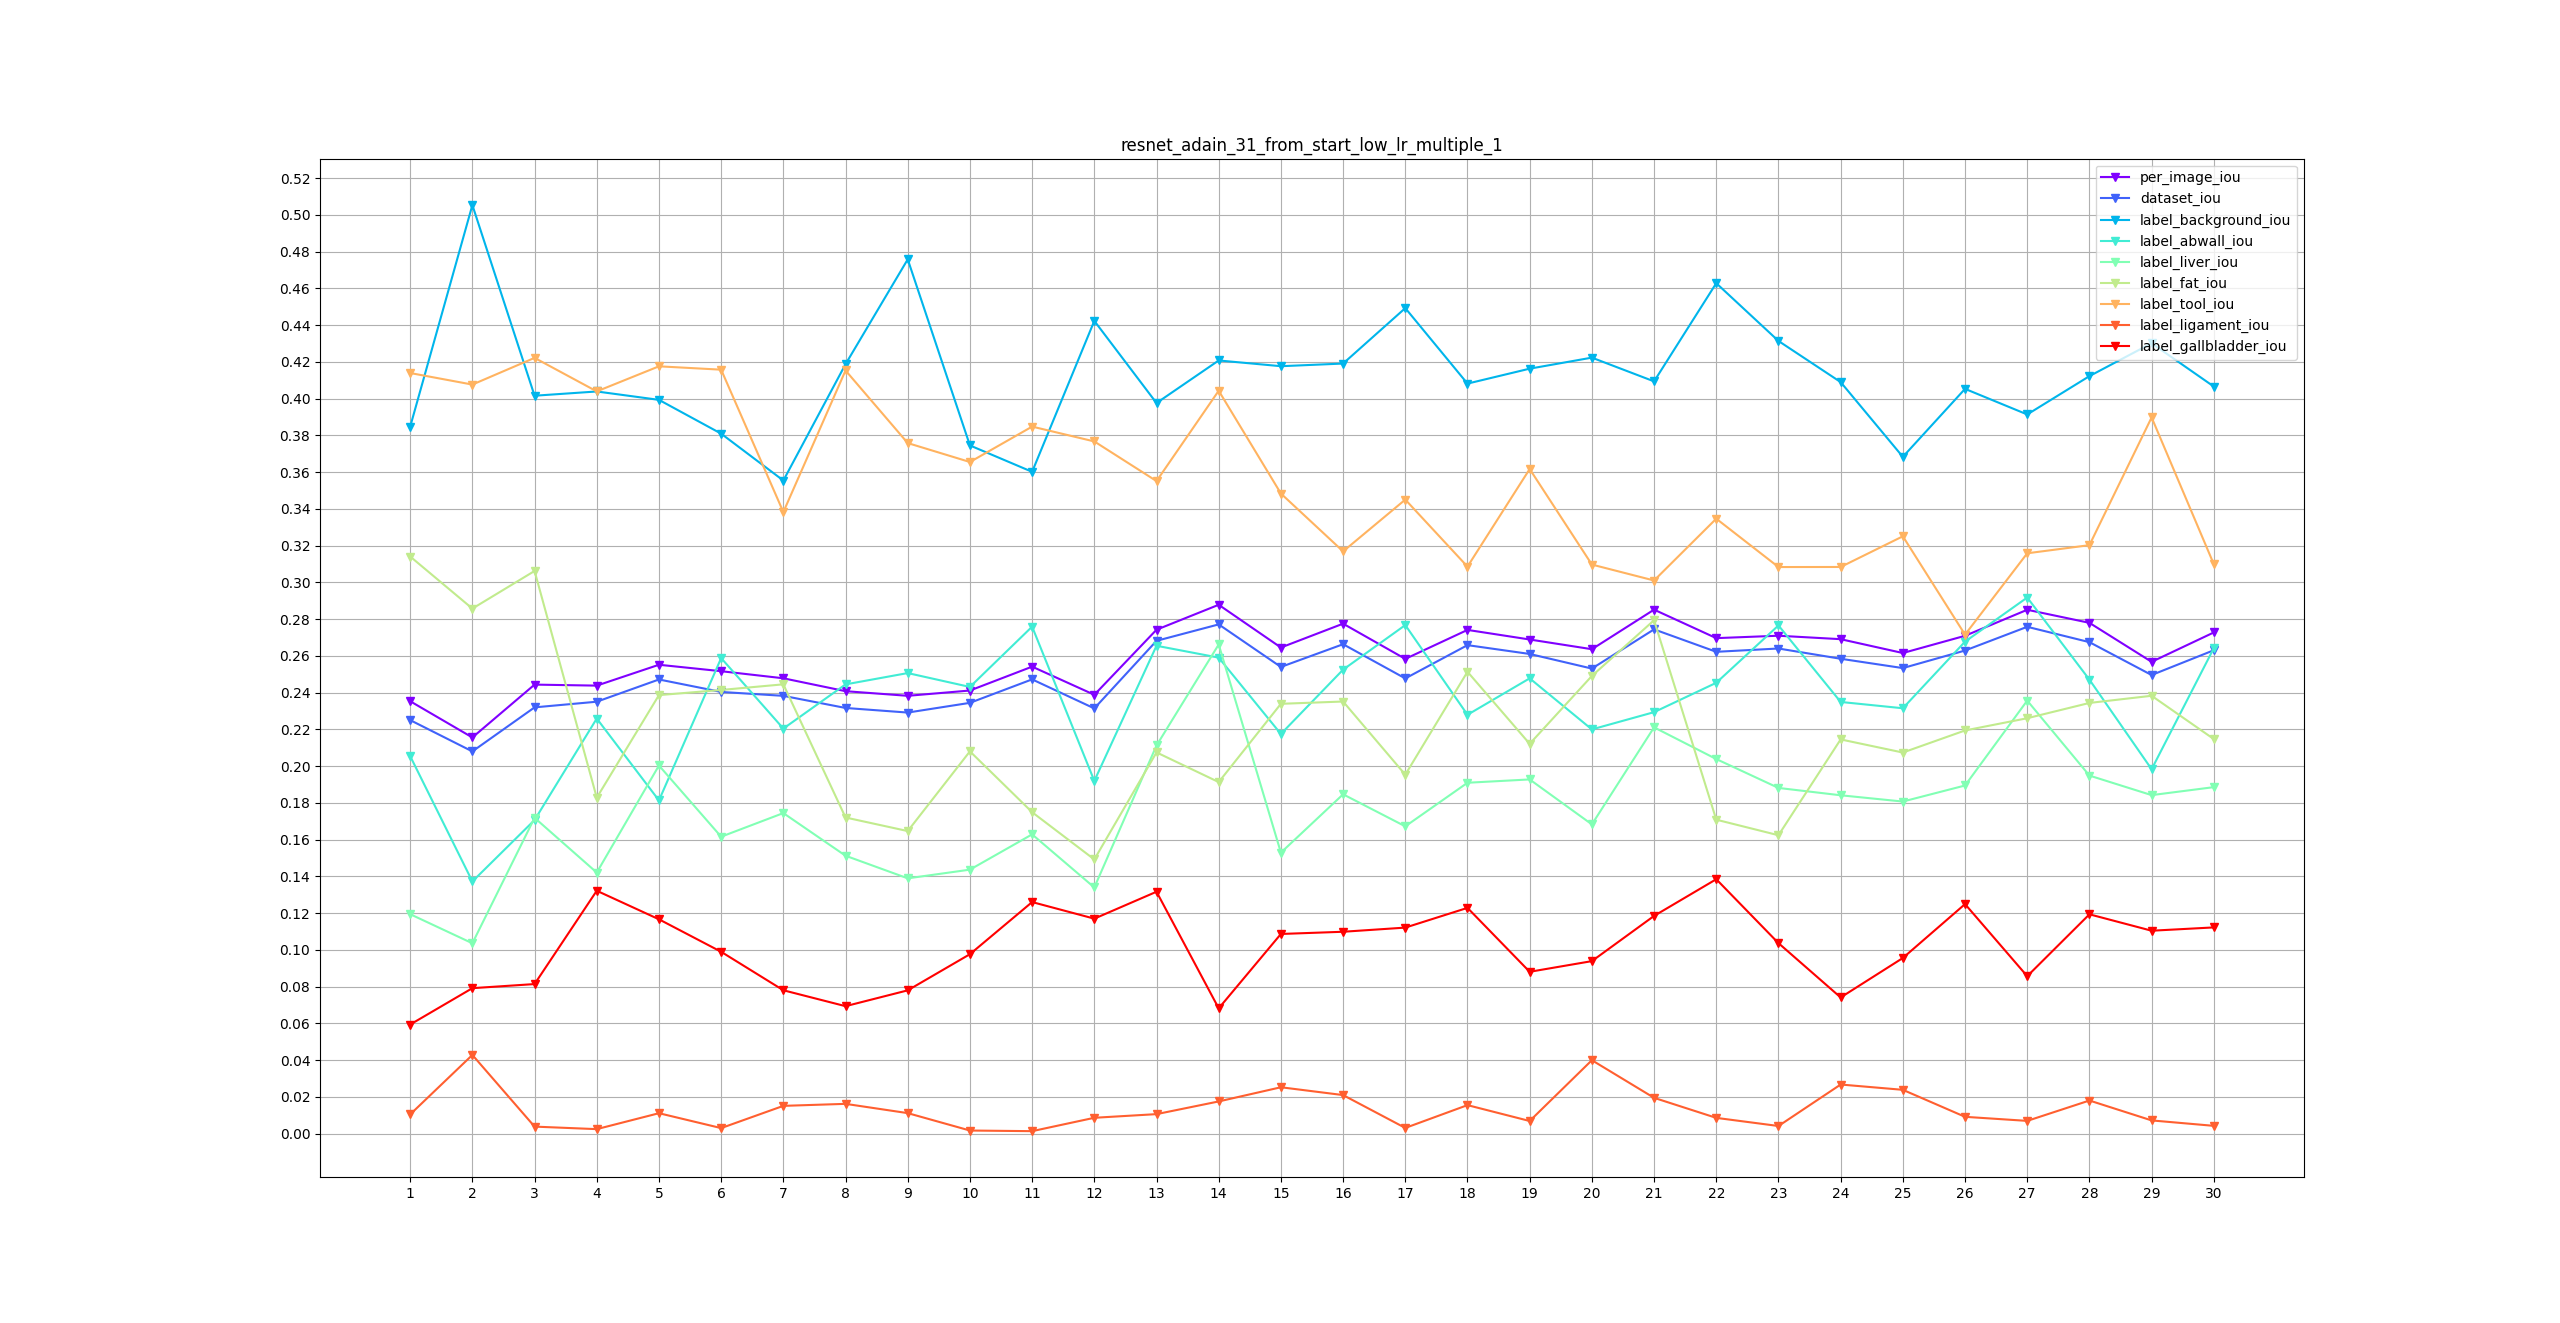 resnet_adain_31_from_start_low_lr_multiple_1
0.52
0.50
0.48
0.46
0.44
0.42
0.40
0.38
0.36
0.34
0.32
0.30
0.28
0.26
0.24
0.22
0.20
0.18
0.16
0.14
0.12
0.10
0.08
0.06
0.04
0.02
0.00
per_image_iou
dataset_iou
label_background_iou
label_abwall_iou
label_liver_iou
label_fat_iou
label_tool_iou
label_ligament_iou
label_gallbladder_iou
1 2 3 4 5 6 7 8 9 10 11 12 13 14 15 16 17 18 19 20 21 22 23 24 25 26 27 28 29 30